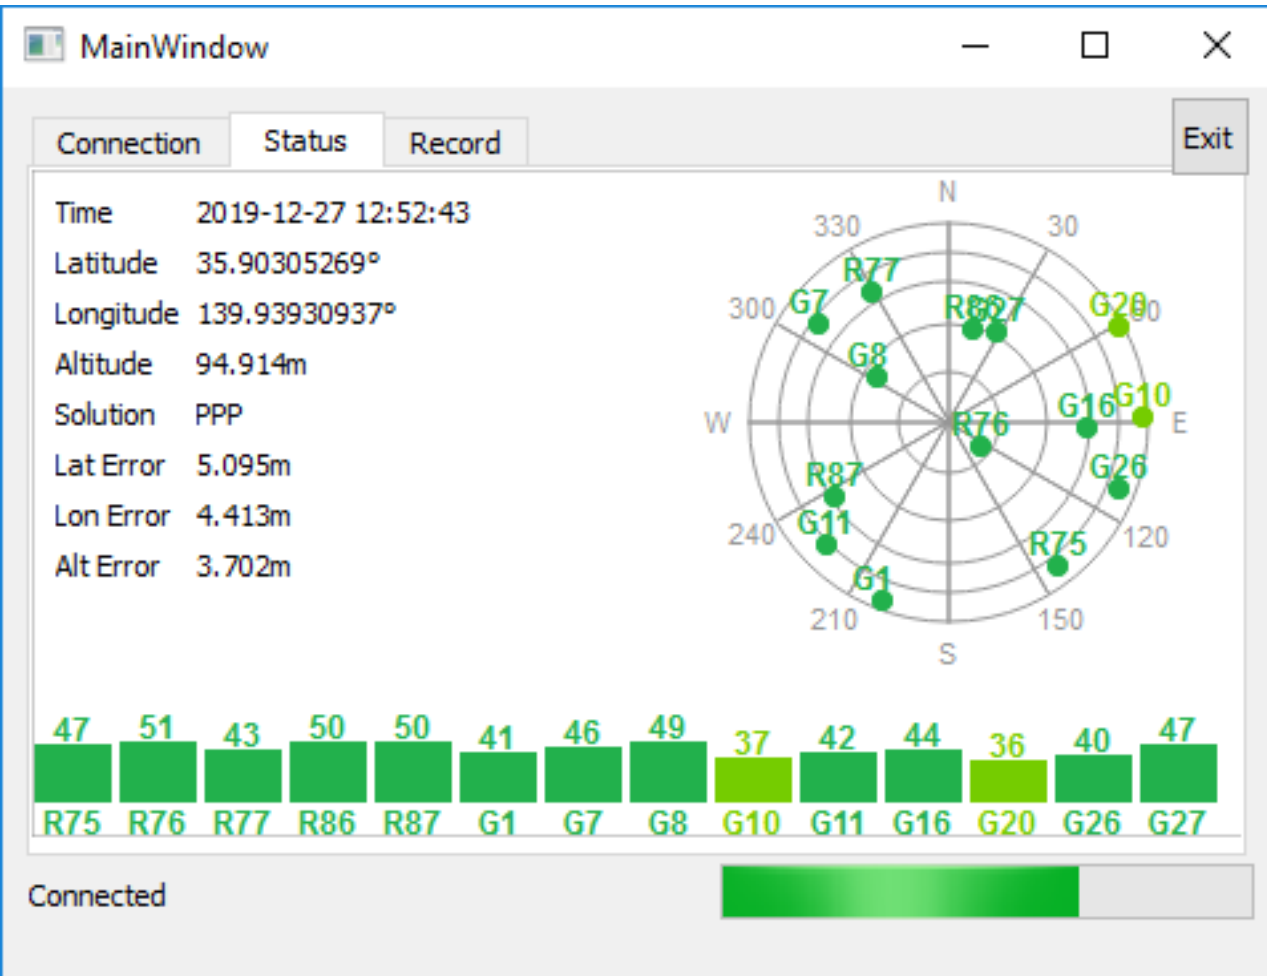 MainWindow
Connection Status Record Exit
Time 2019-12-27 12:52:43
Latitude 35.90305269°
Longitude 139.93930937°
Altitude 94.914m
Solution PPP
Lat Error 5.095m
Lon Error 4.413m
Alt Error 3.702m
N
330 30
R77
G7 R86 G27 G20
300 60
G8
G10
G16
W R76 E
G26
R87
G11
240 R75 120
G1
210 150
S
47 51 43 50 50 41 46 49 37 42 44 36 40 47
R75 R76 R77 R86 R87 G1 G7 G8 G10 G11 G16 G20 G26 G27
Connected